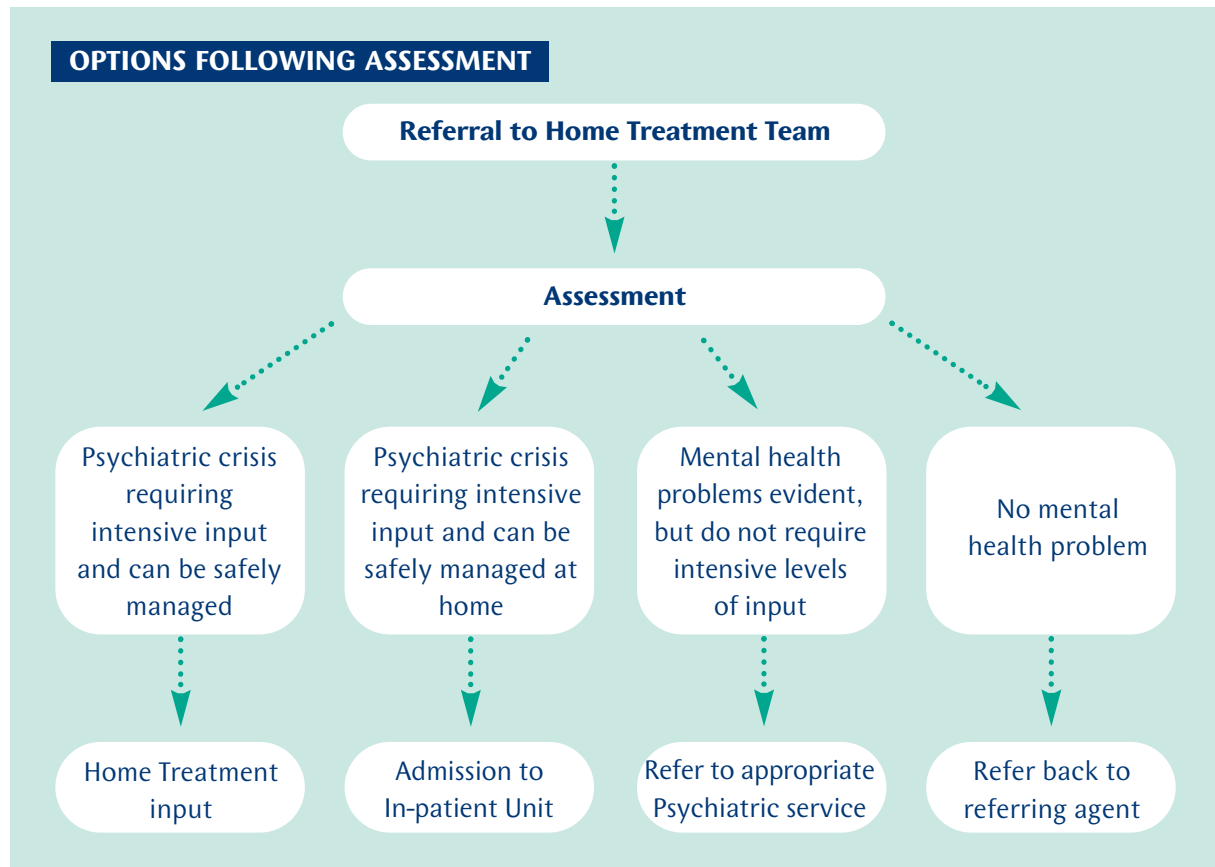 OPTIONS FOLLOWING ASSESSMENT
Referral to Home Treatment Team
Assessment
Psychiatric crisis
requiring
intensive input
and can be safely
managed
Psychiatric crisis
requiring intensive
input and can be
safely managed at
home
Mental health
problems evident,
but do not require
intensive levels
of input
No mental
health problem
Home Treatment
input
Admission to
In-patient Unit
Refer to appropriate
Psychiatric service
Refer back to
referring agent